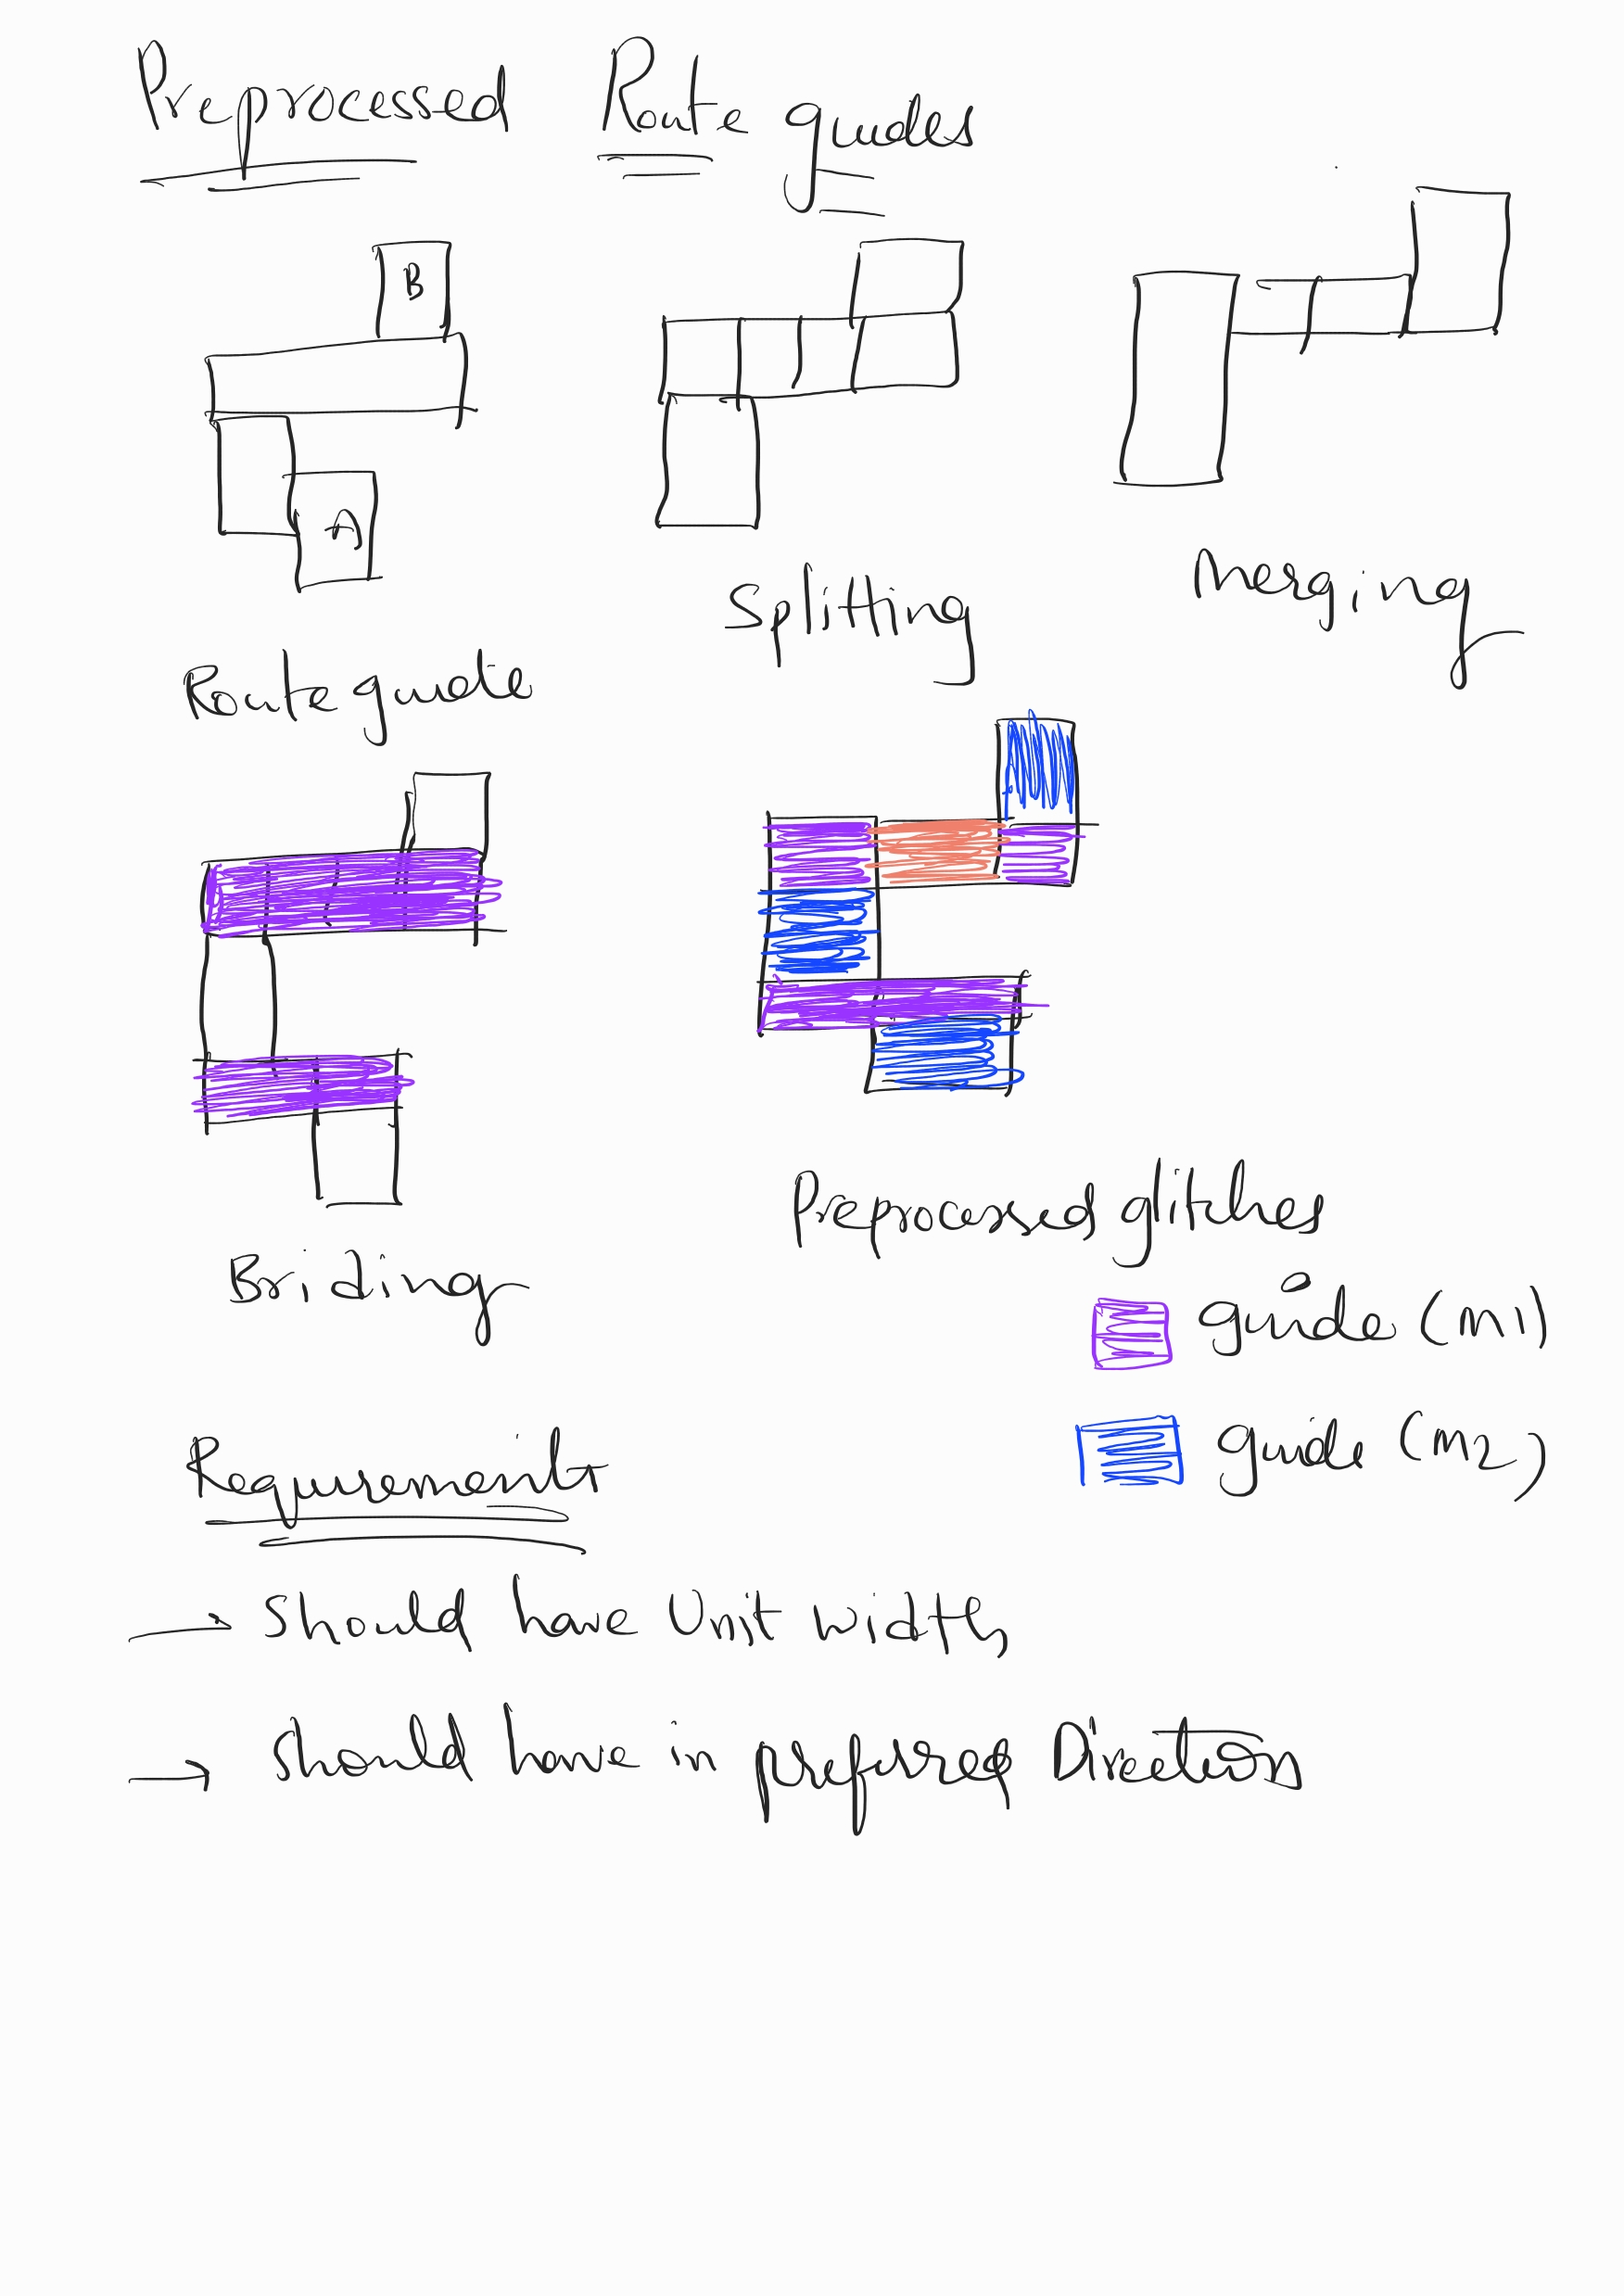 Preprocessed Route guides
B
A
Splitting
Merging
Route guide
Briding
Preprocessed glitches
guide (m1)
guide (m2)
Requirements
→ Should have Unit width
→ should have in preferred Direction